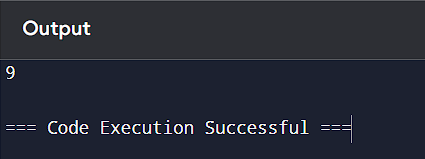 Output
9
=== Code Execution Successful ===